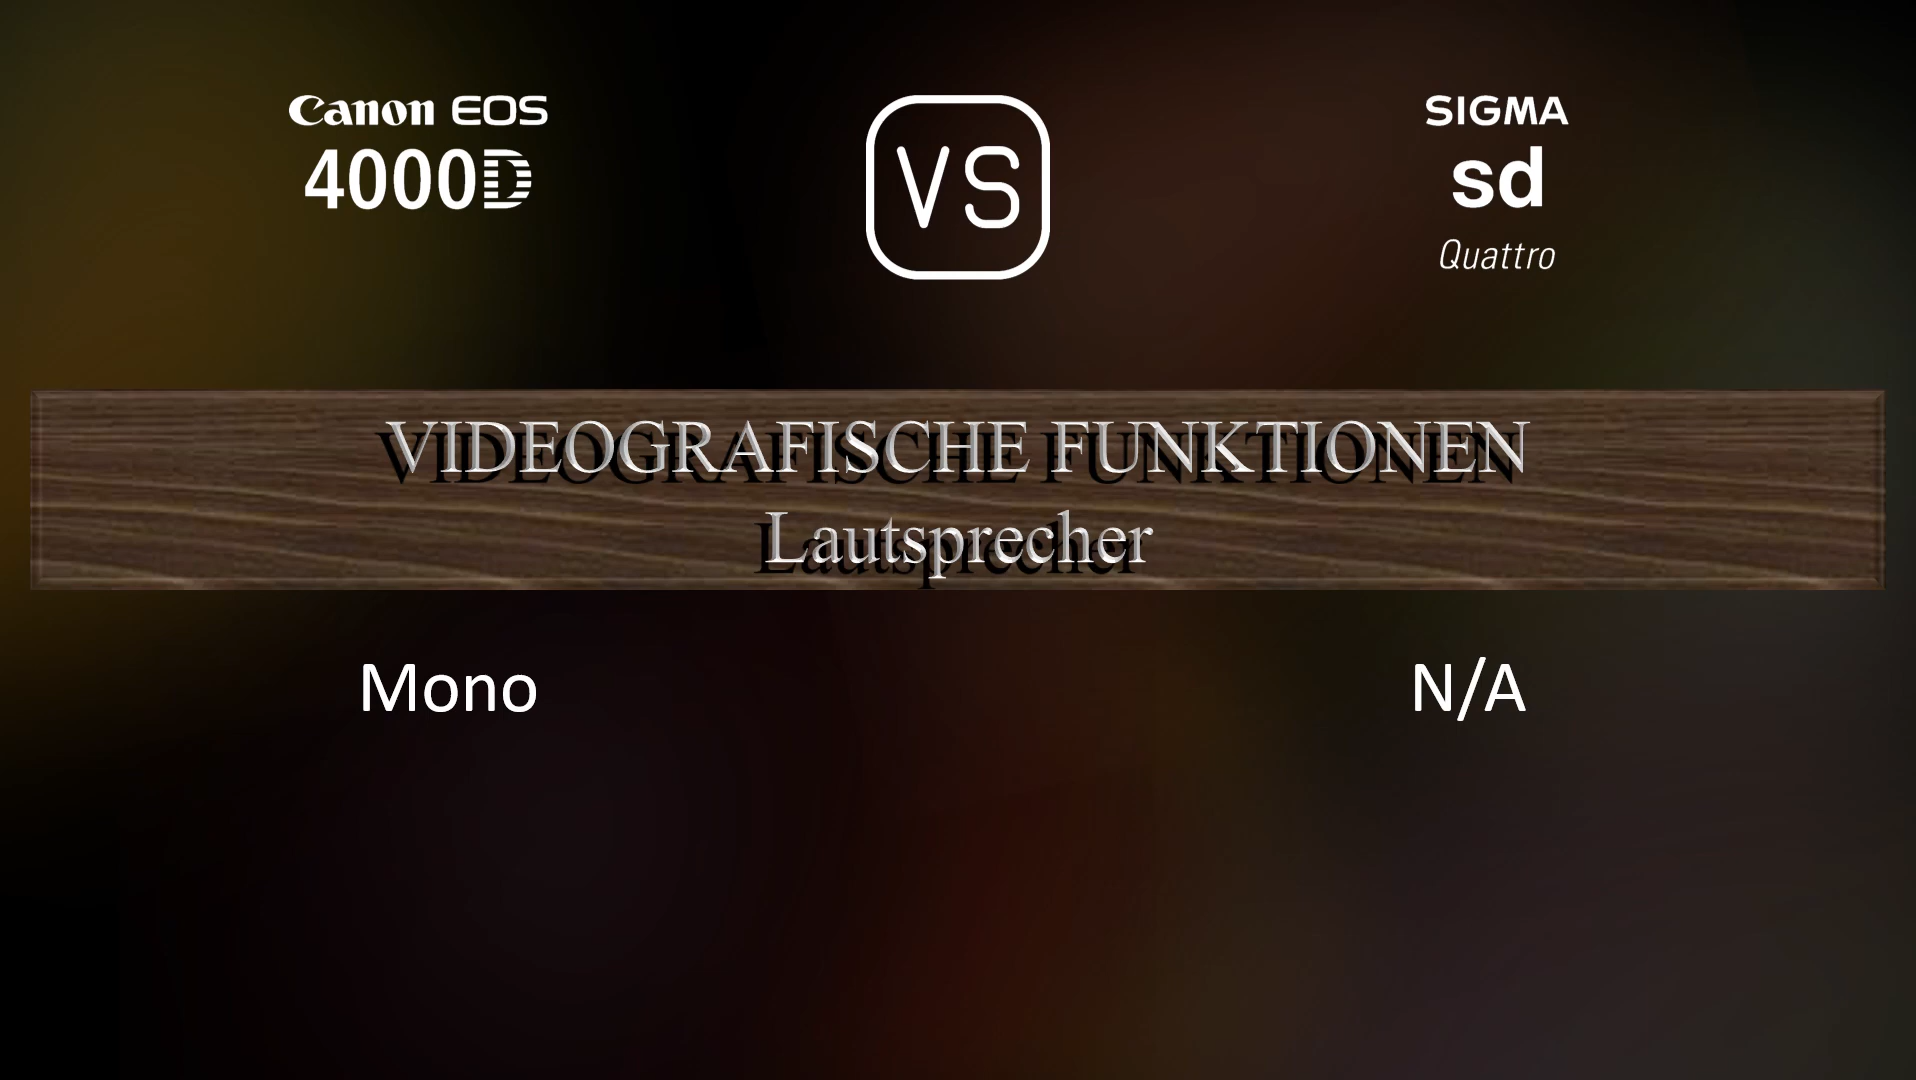 Canon EOS
4000D
VS
SIGMA
sd
Quattro
VIDEOGRAFISCHE FUNKTIONEN
Lautsprecher
Mono
N/A